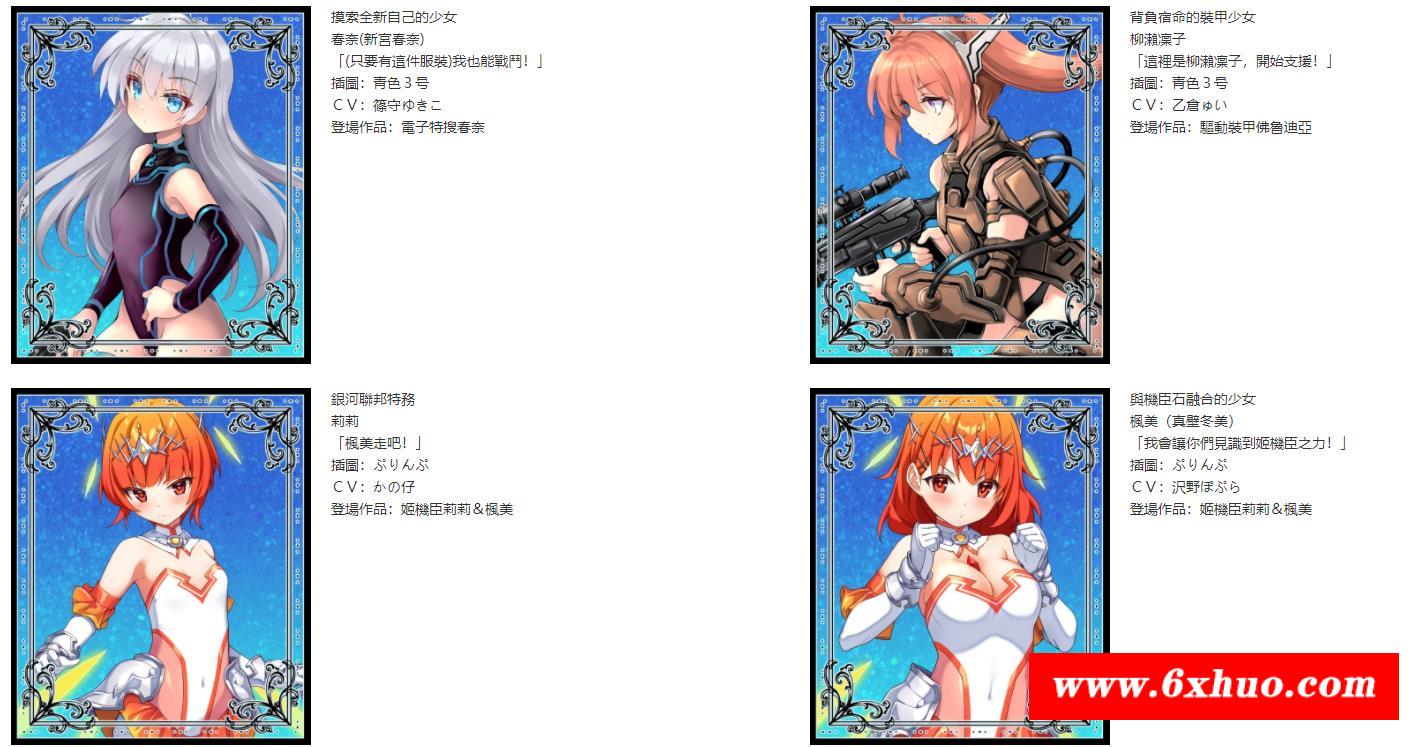 摸索全新自己的少女
春奈(新宮春奈)
「(只要有這件服裝)我也能戰鬥！」
插圖：青色３号
ＣＶ：篠守ゆきこ
登場作品：電子特搜春奈
背負宿命的裝甲少女
柳瀨凜子
「這裡是柳瀨凜子，開始支援！」
插圖：青色３号
ＣＶ：乙倉ゅい
登場作品：驅動裝甲佛魯迪亞
銀河聯邦特務
莉莉
「楓美走吧！」
插圖：ぷりんぷ
ＣＶ：かの仔
登場作品：姬機臣莉莉＆楓美
與機臣石融合的少女
楓美（真壁冬美）
「我會讓你們見識到姬機臣之力！」
插圖：ぷりんぷ
ＣＶ：沢野ぽぷら
登場作品：姬機臣莉莉＆楓美
www.6xhuo.com